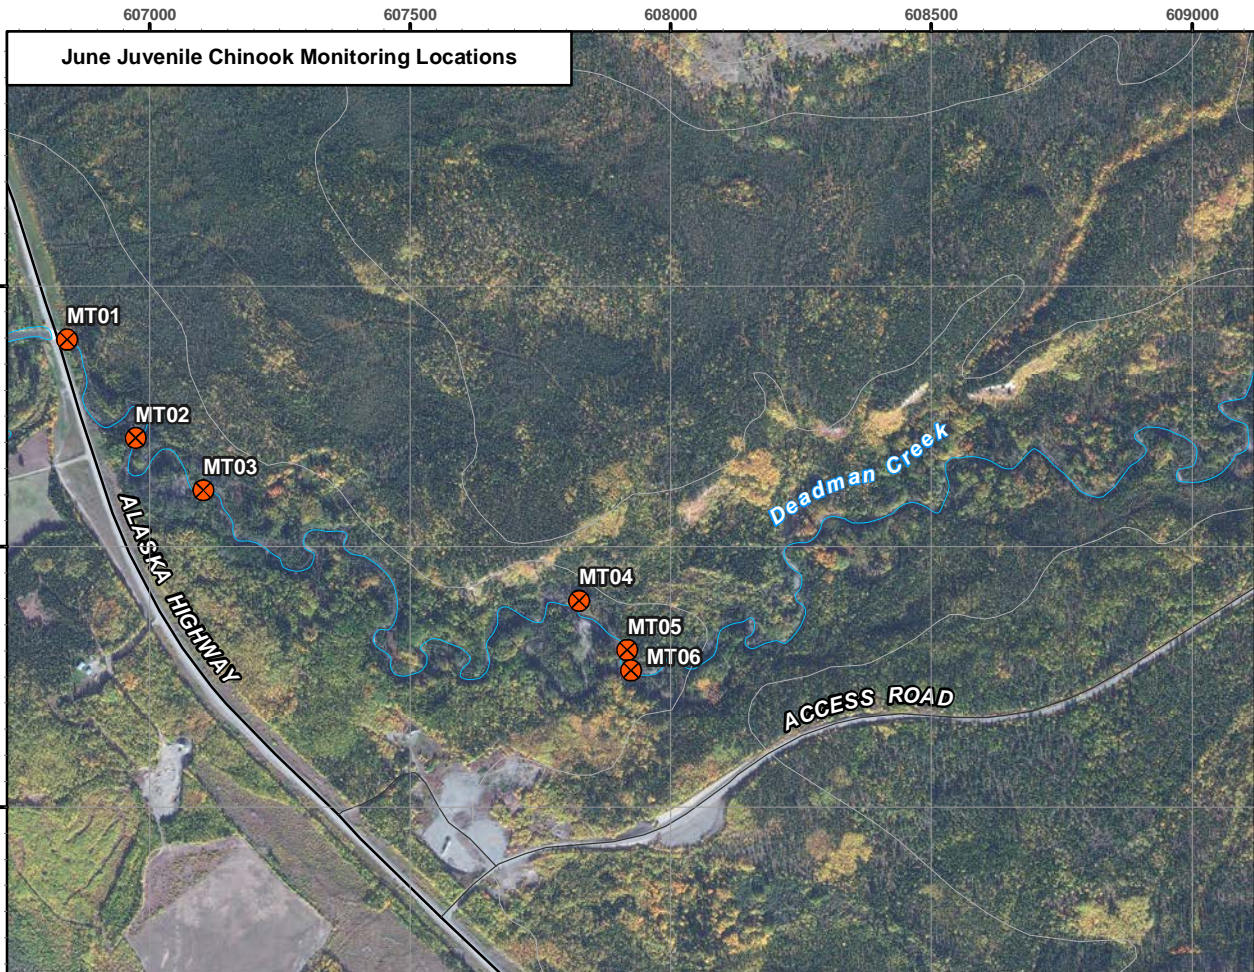 607000 607500 608000 608500 609000
June Juvenile Chinook Monitoring Locations
MT01
MT02
MT03
Deadman Creek
ALASKA HIGHWAY
MT04
MT05
MT06
ACCESS ROAD